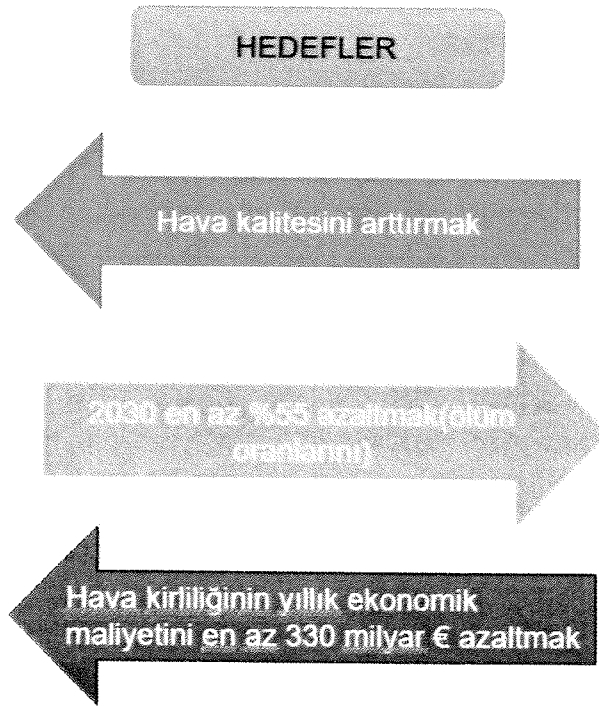 HEDEFLER
Hava kalitesini arttırmak
2030 en az %55 azaltmak(ölüm
oranlarını)
Hava kirliliğinin yıllık ekonomik
maliyetini en az 330 milyar € azaltmak